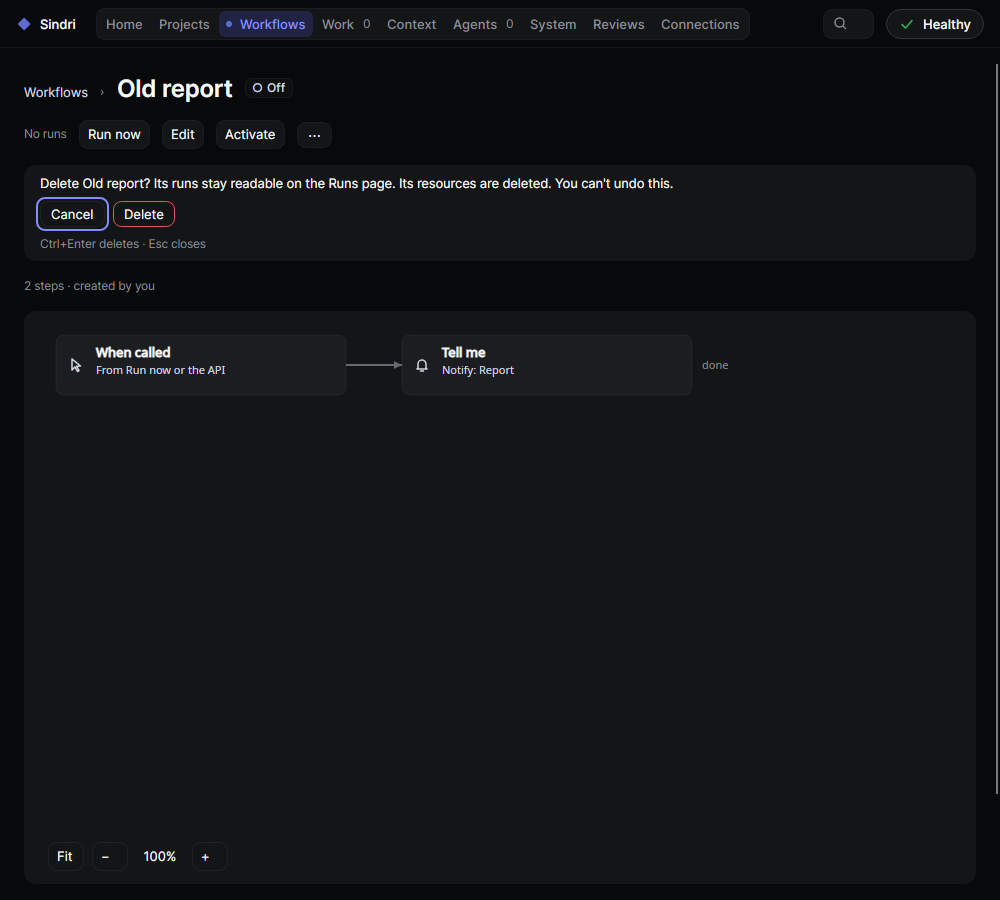 Sindri
Home Projects Workflows Work 0 Context Agents 0 System Reviews Connections
Healthy
Workflows › Old report Off
No runs Run now Edit Activate ...
Delete Old report? Its runs stay readable on the Runs page. Its resources are deleted. You can't undo this.
Cancel Delete
Ctrl+Enter deletes · Esc closes
2 steps · created by you
When called
From Run now or the API
Tell me
Notify: Report
done
Fit − 100% +